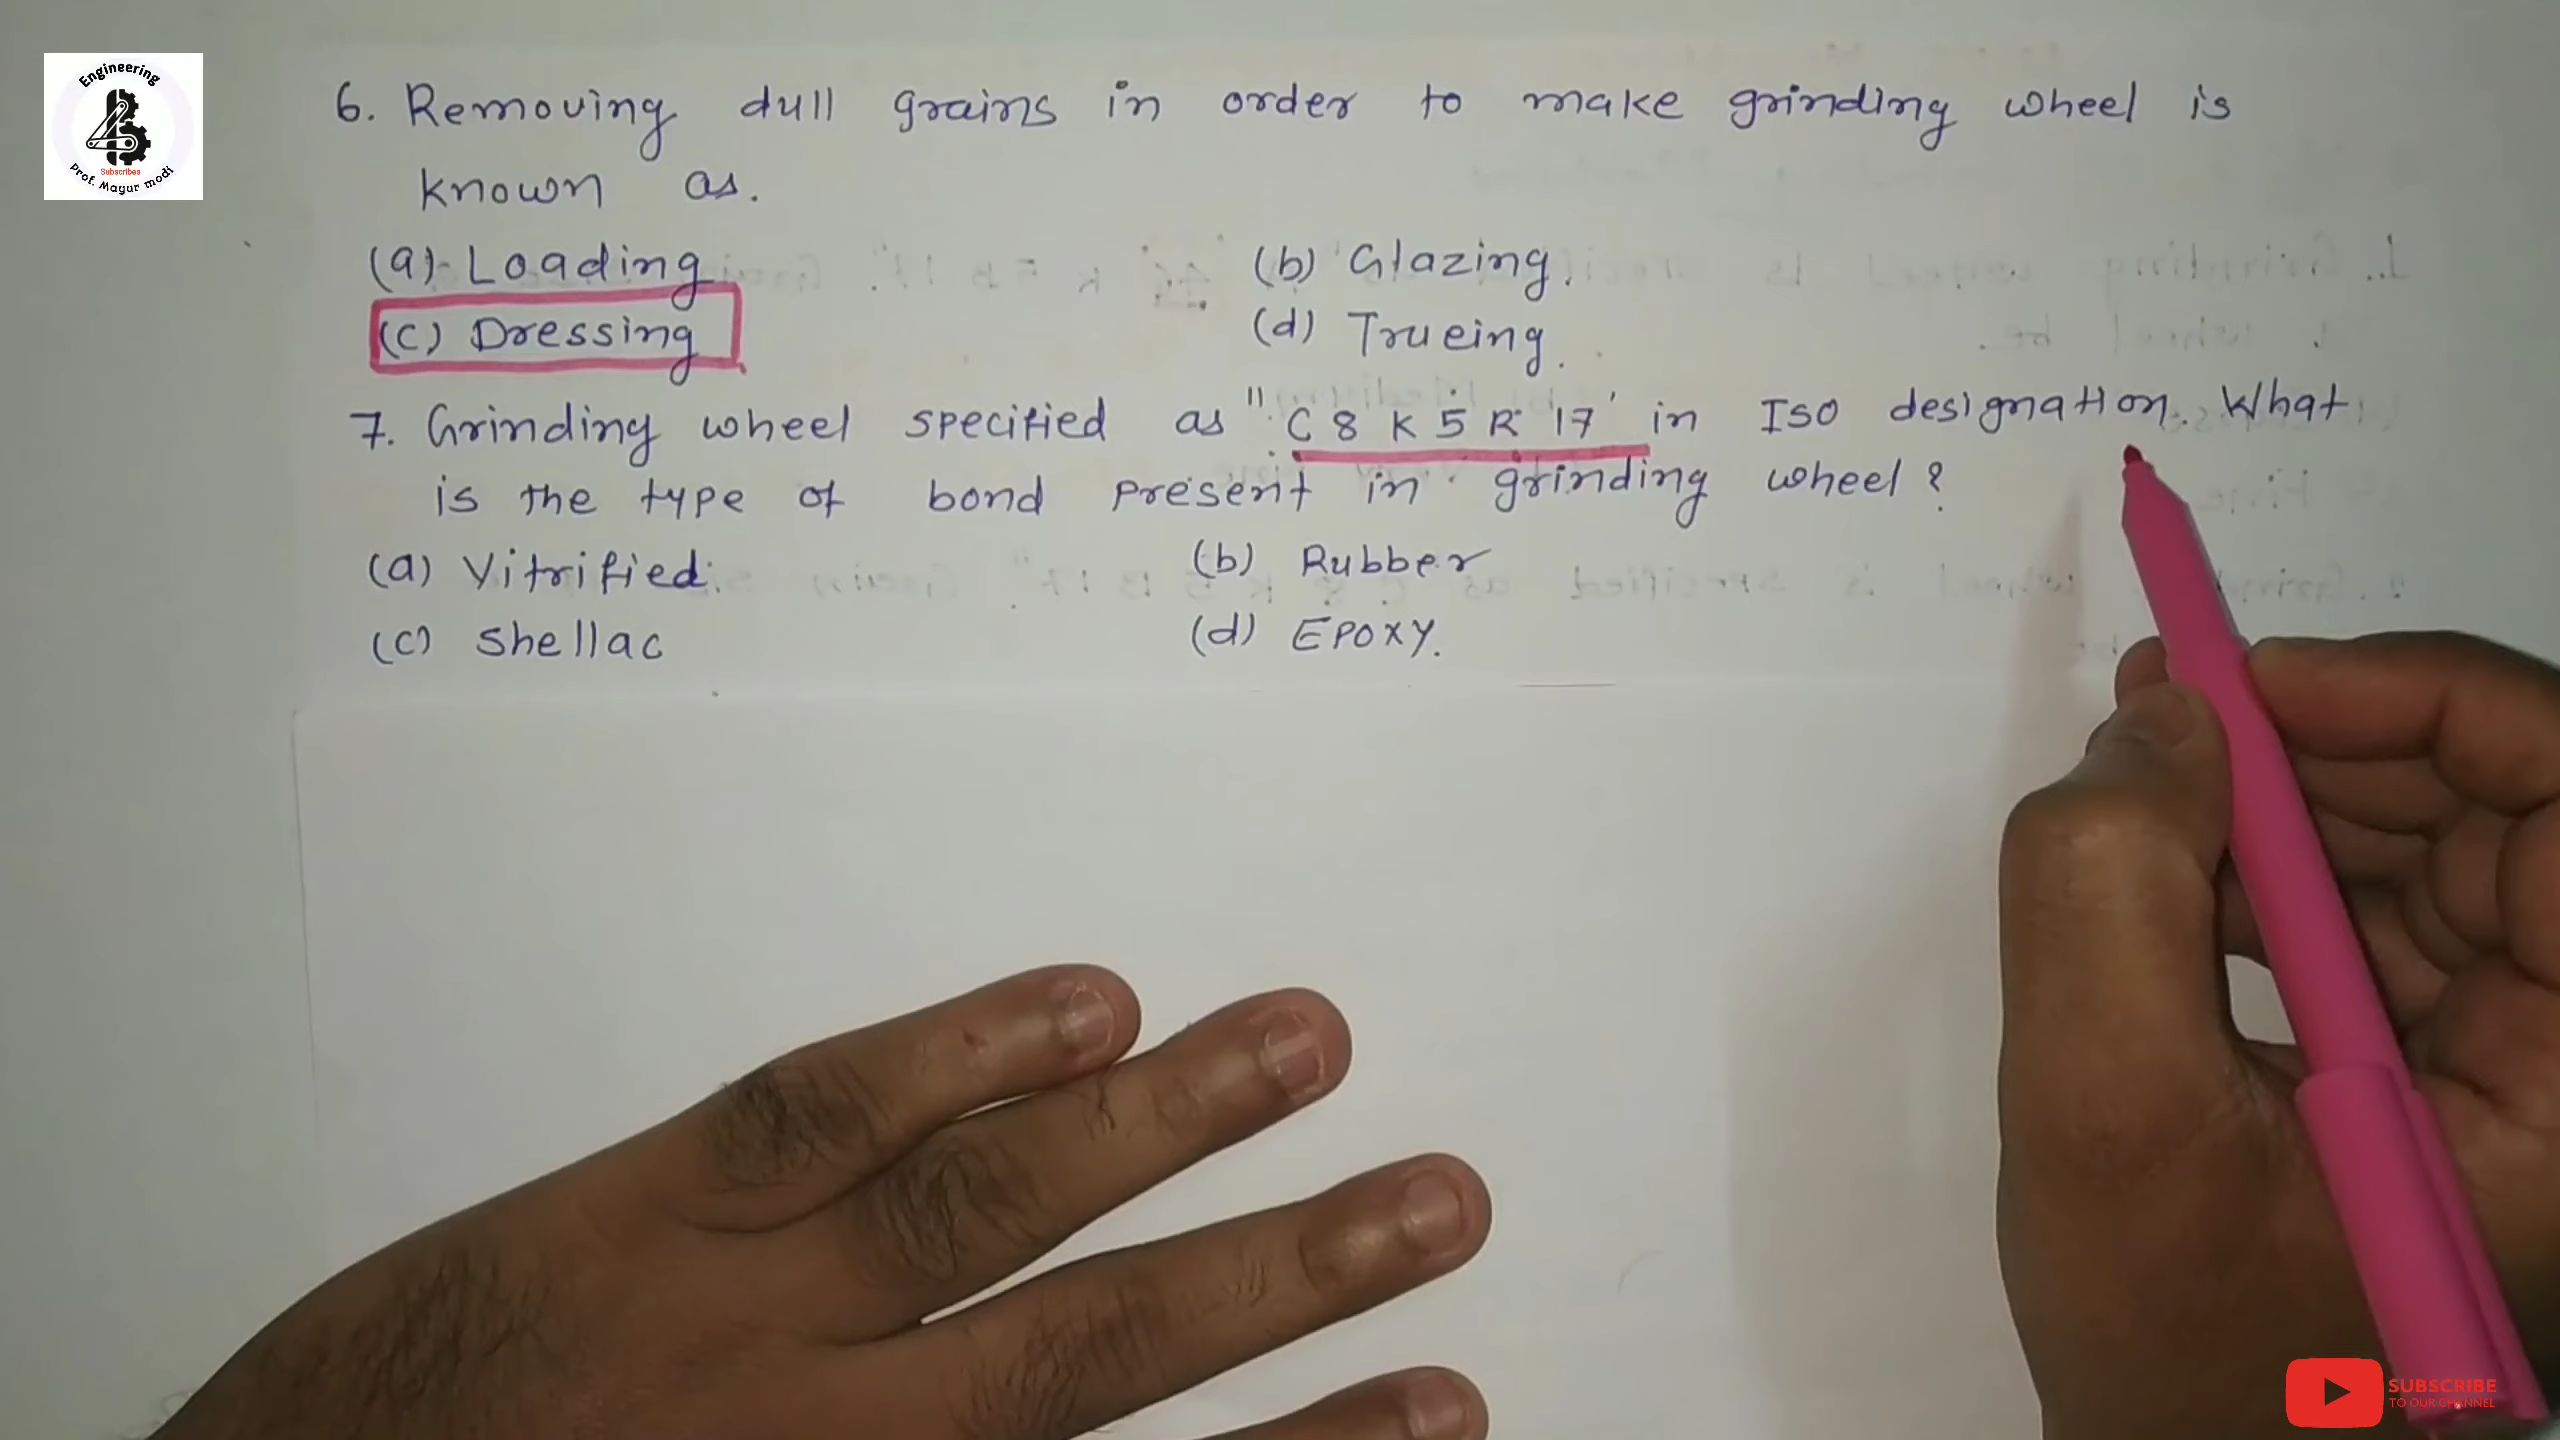 Engineering
Subscribes
Prof. Mayur modi
6. Removing dull grains in order to make grinding wheel is
known as.
(a) Loading (b) Glazing.
(c) Dressing (d) Trueing.
7. Grinding wheel specified as "C 8 K 5 R 17' in ISO designation. What
is the type of bond present in grinding wheel?
(a) Vitrified. (b) Rubber
(c) Shellac (d) Epoxy.
SUBSCRIBE
TO OUR CHANNEL